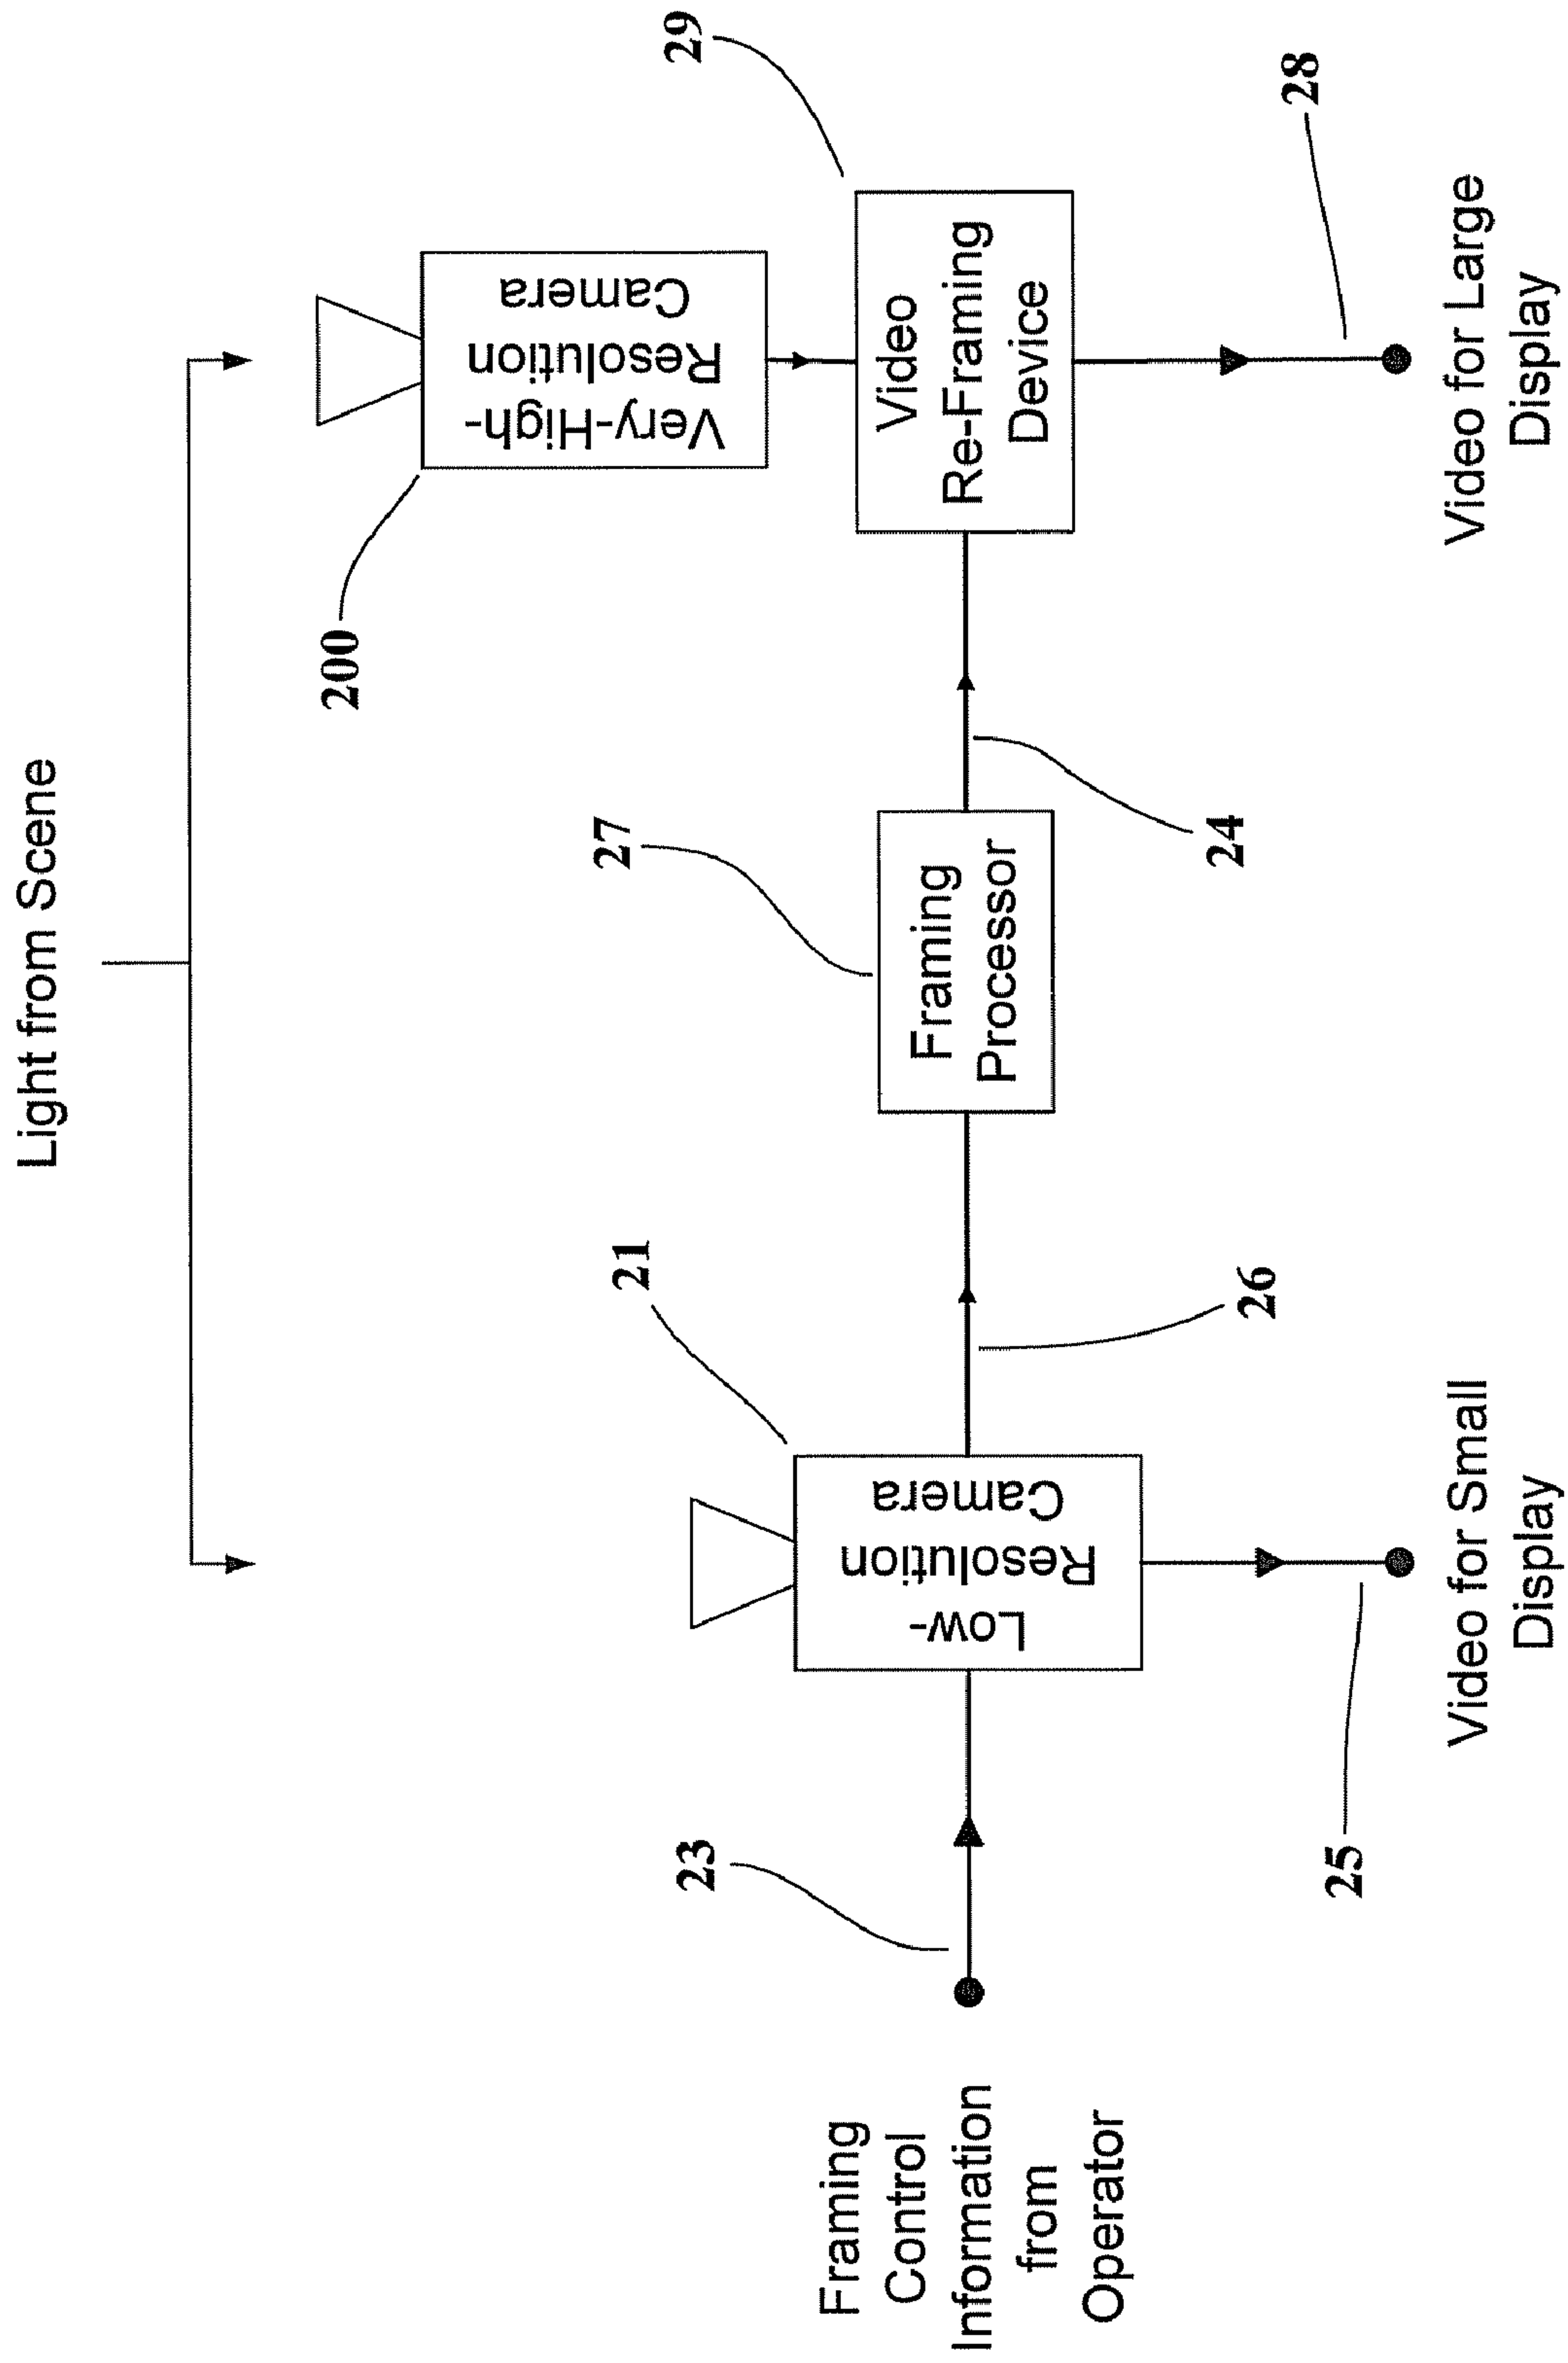 Light from Scene
200
Very-High-
Resolution
Camera
29
21
27
Framing
Control
Information
from
Operator
23
Low-
Resolution
Camera
26
Framing
Processor
24
Video
Re-Framing
Device
25
28
Video for Small
Display
Video for Large
Display